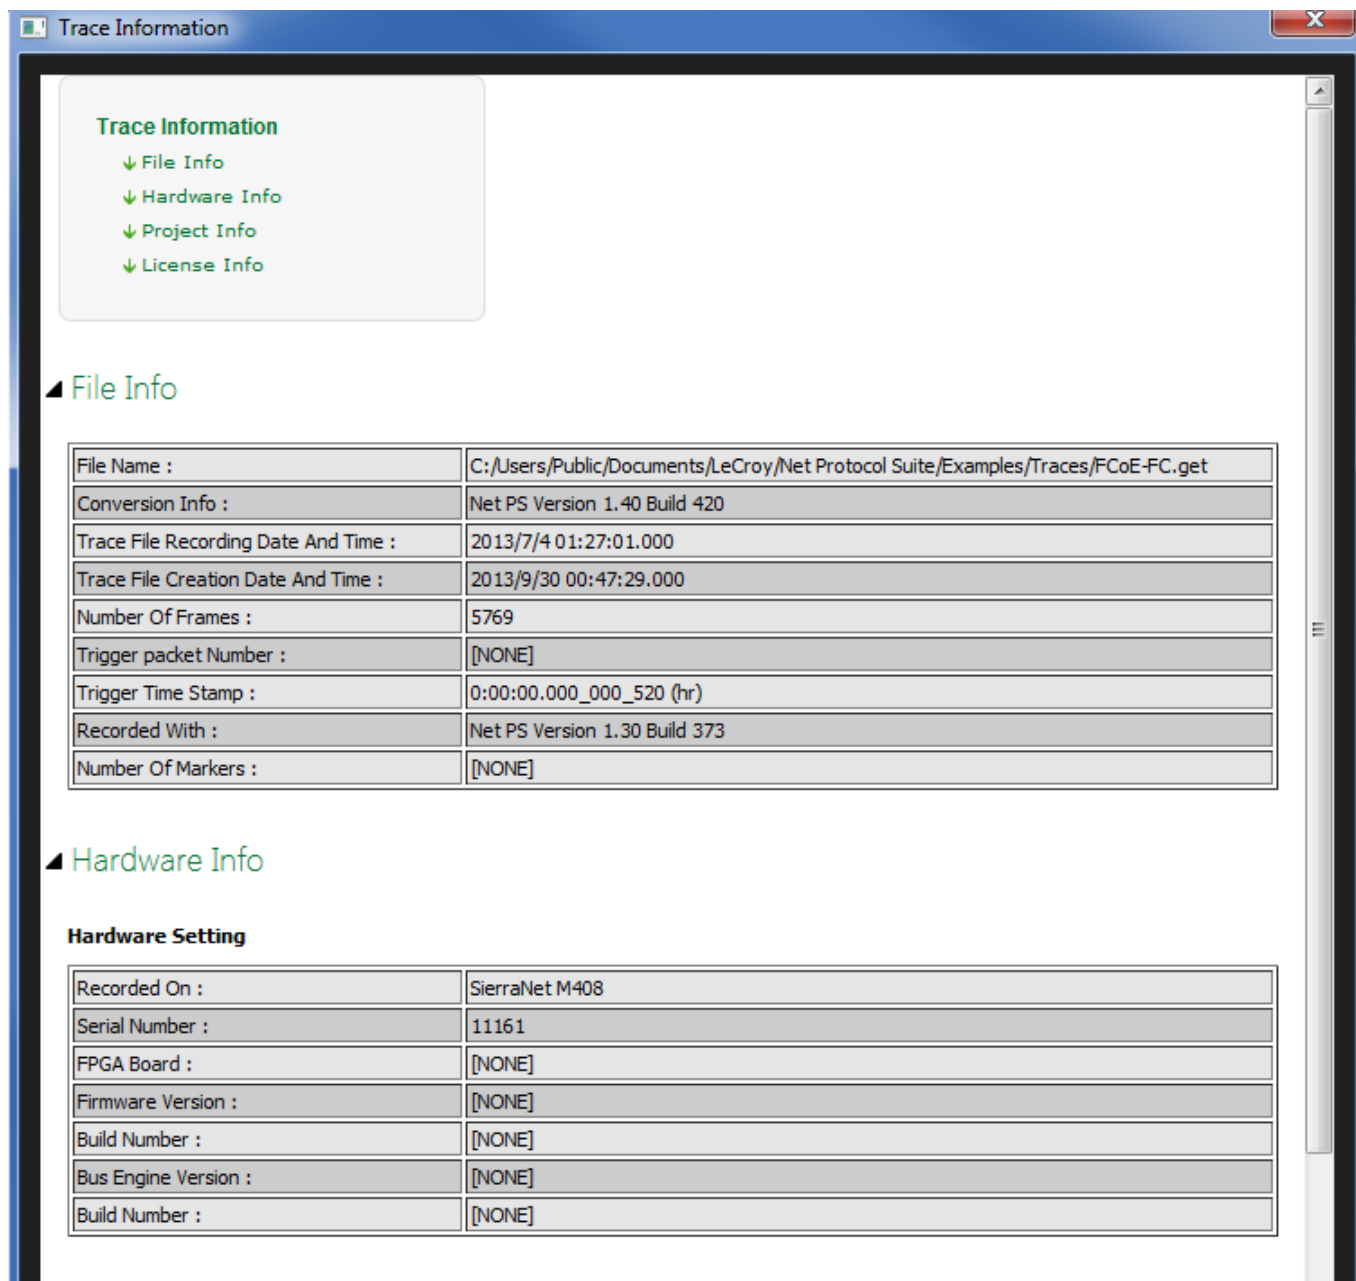 Trace Information
X
Trace Information
File Info
Hardware Info
Project Info
License Info
File Info
File Name : C:/Users/Public/Documents/LeCroy/Net Protocol Suite/Examples/Traces/FCoE-FC.get
Conversion Info : Net PS Version 1.40 Build 420
Trace File Recording Date And Time : 2013/7/4 01:27:01.000
Trace File Creation Date And Time : 2013/9/30 00:47:29.000
Number Of Frames : 5769
Trigger packet Number : [NONE]
Trigger Time Stamp : 0:00:00.000_000_520 (hr)
Recorded With : Net PS Version 1.30 Build 373
Number Of Markers : [NONE]
Hardware Info
Hardware Setting
Recorded On : SierraNet M408
Serial Number : 11161
FPGA Board : [NONE]
Firmware Version : [NONE]
Build Number : [NONE]
Bus Engine Version : [NONE]
Build Number : [NONE]